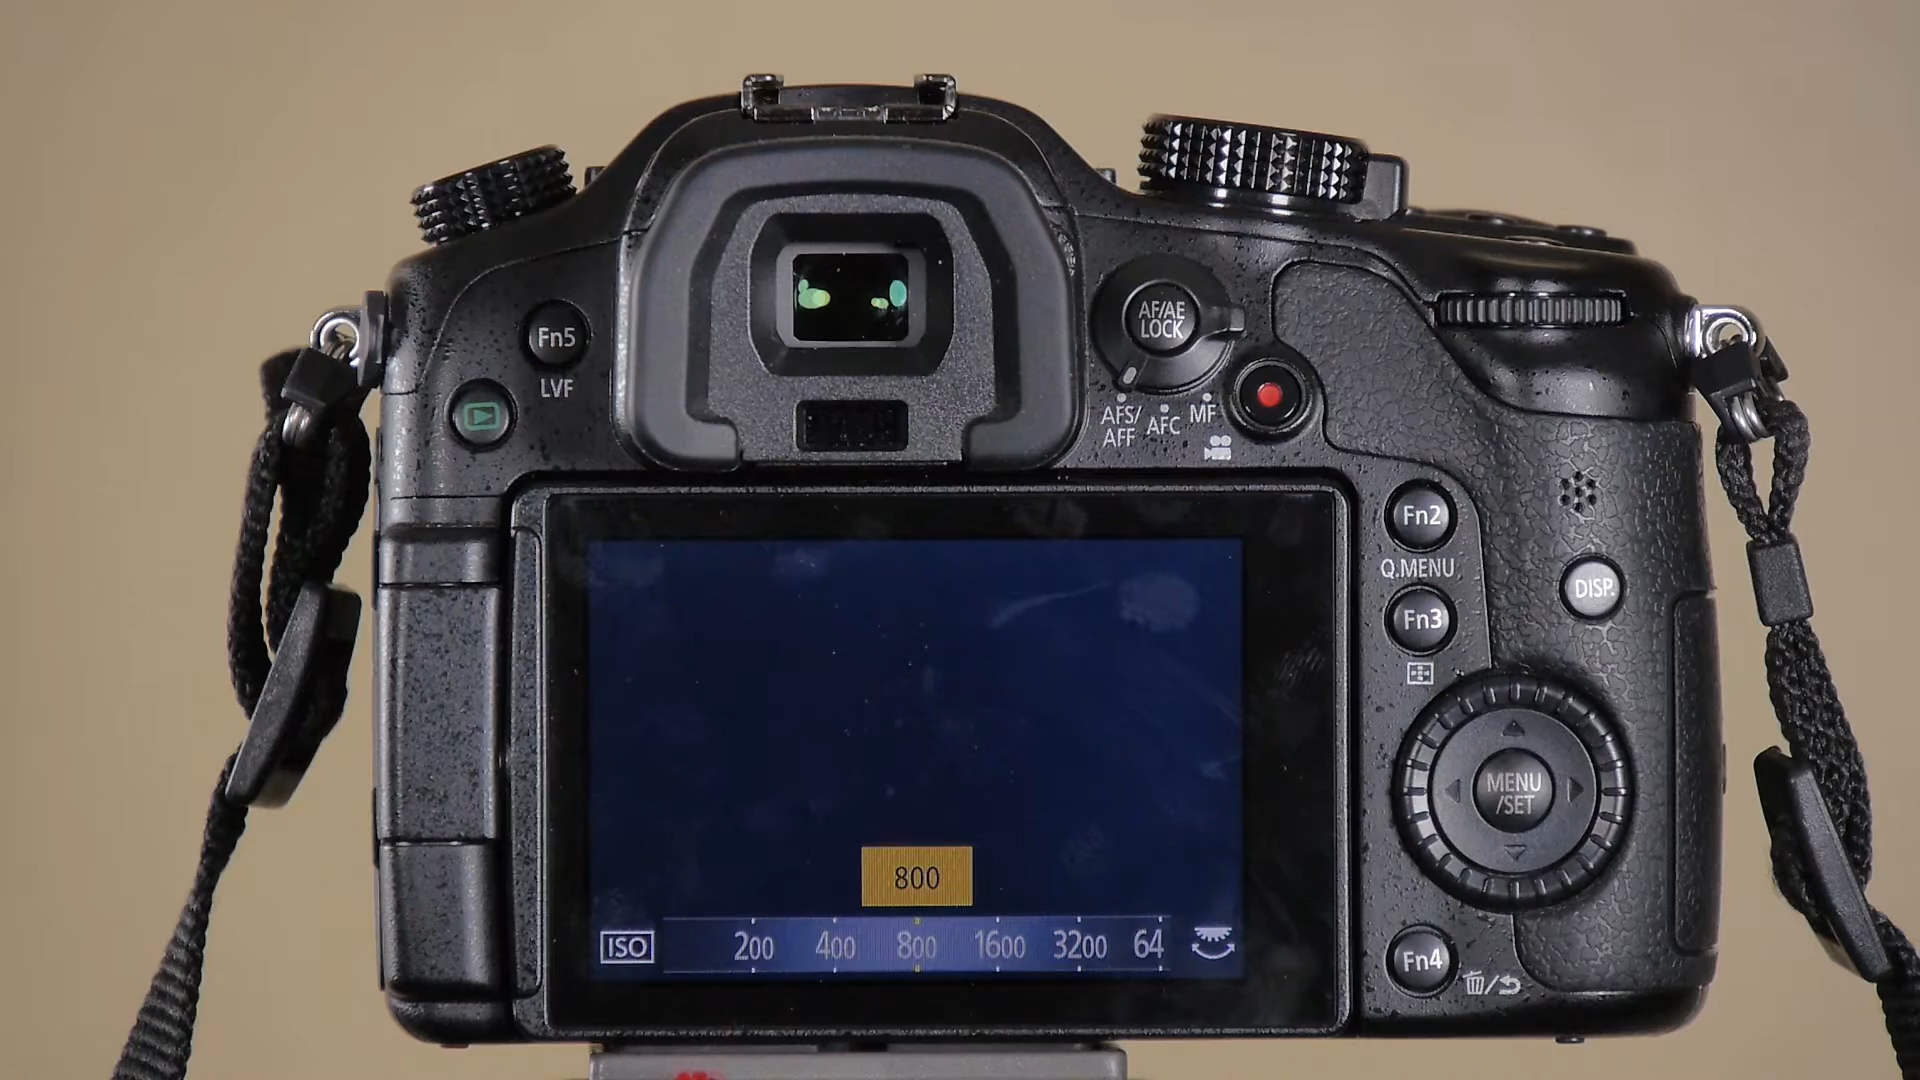 Fn5
LVF
AF/AE
LOCK
AFS/
AFF
AFC
MF
Fn2
Q.MENU
Fn3
DISP.
MENU
/SET
Fn4
800
ISO
200
400
800
1600
3200
64